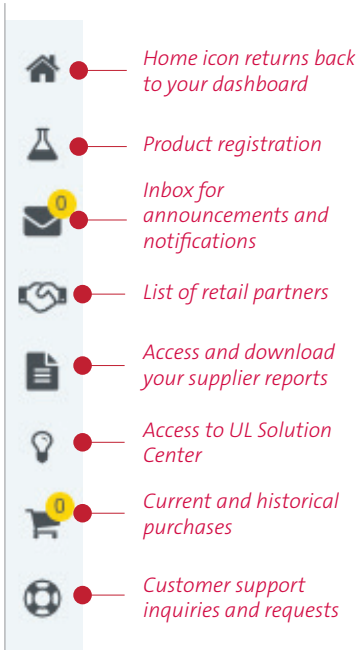 Home icon returns back
to your dashboard
Product registration
0
Inbox for
announcements and
notifications
List of retail partners
Access and download
your supplier reports
Access to UL Solution
Center
0
Current and historical
purchases
Customer support
inquiries and requests